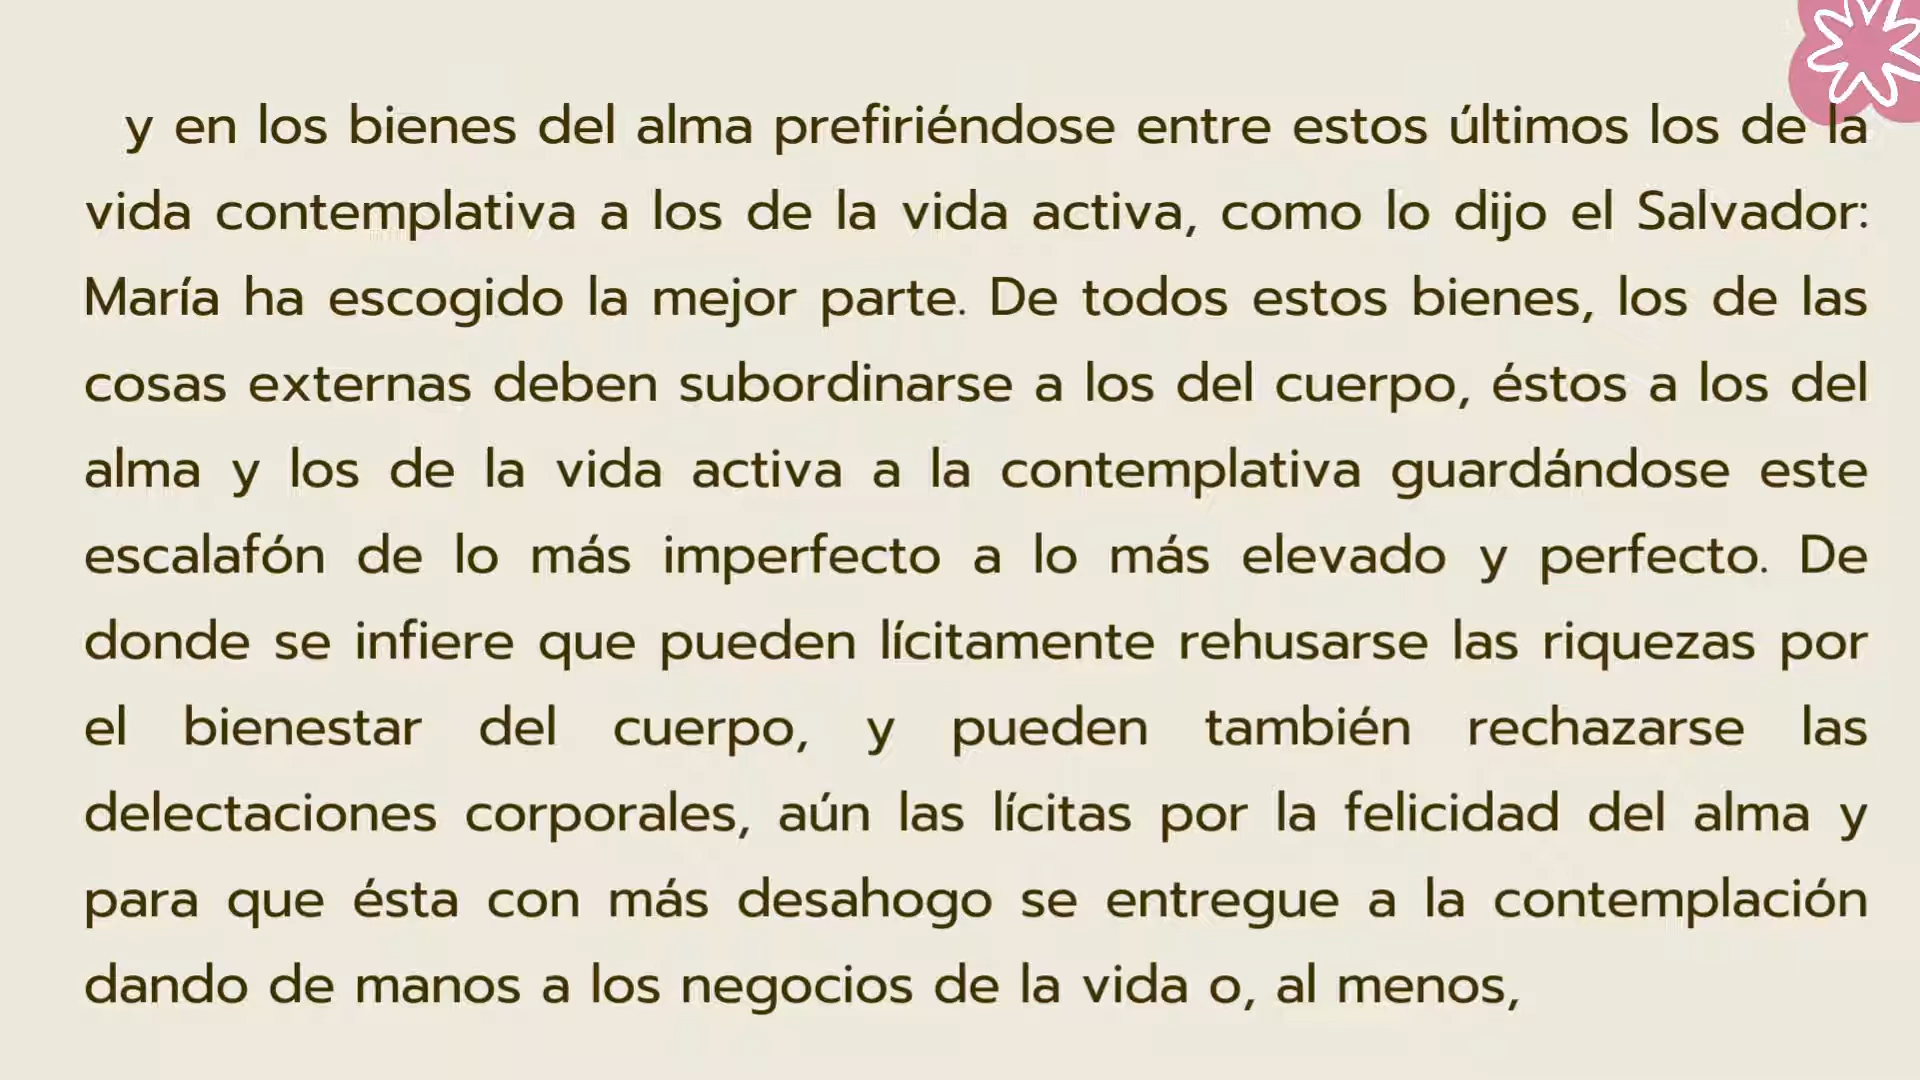 y en los bienes del alma prefiriéndose entre estos últimos los de la
vida contemplativa a los de la vida activa, como lo dijo el Salvador:
María ha escogido la mejor parte. De todos estos bienes, los de las
cosas externas deben subordinarse a los del cuerpo, éstos a los del
alma y los de la vida activa a la contemplativa guardándose este
escalafón de lo más imperfecto a lo más elevado y perfecto. De
donde se infiere que pueden lícitamente rehusarse las riquezas por
el bienestar del cuerpo, y pueden también rechazarse las
delectaciones corporales, aún las lícitas por la felicidad del alma y
para que ésta con más desahogo se entregue a la contemplación
dando de manos a los negocios de la vida o, al menos,